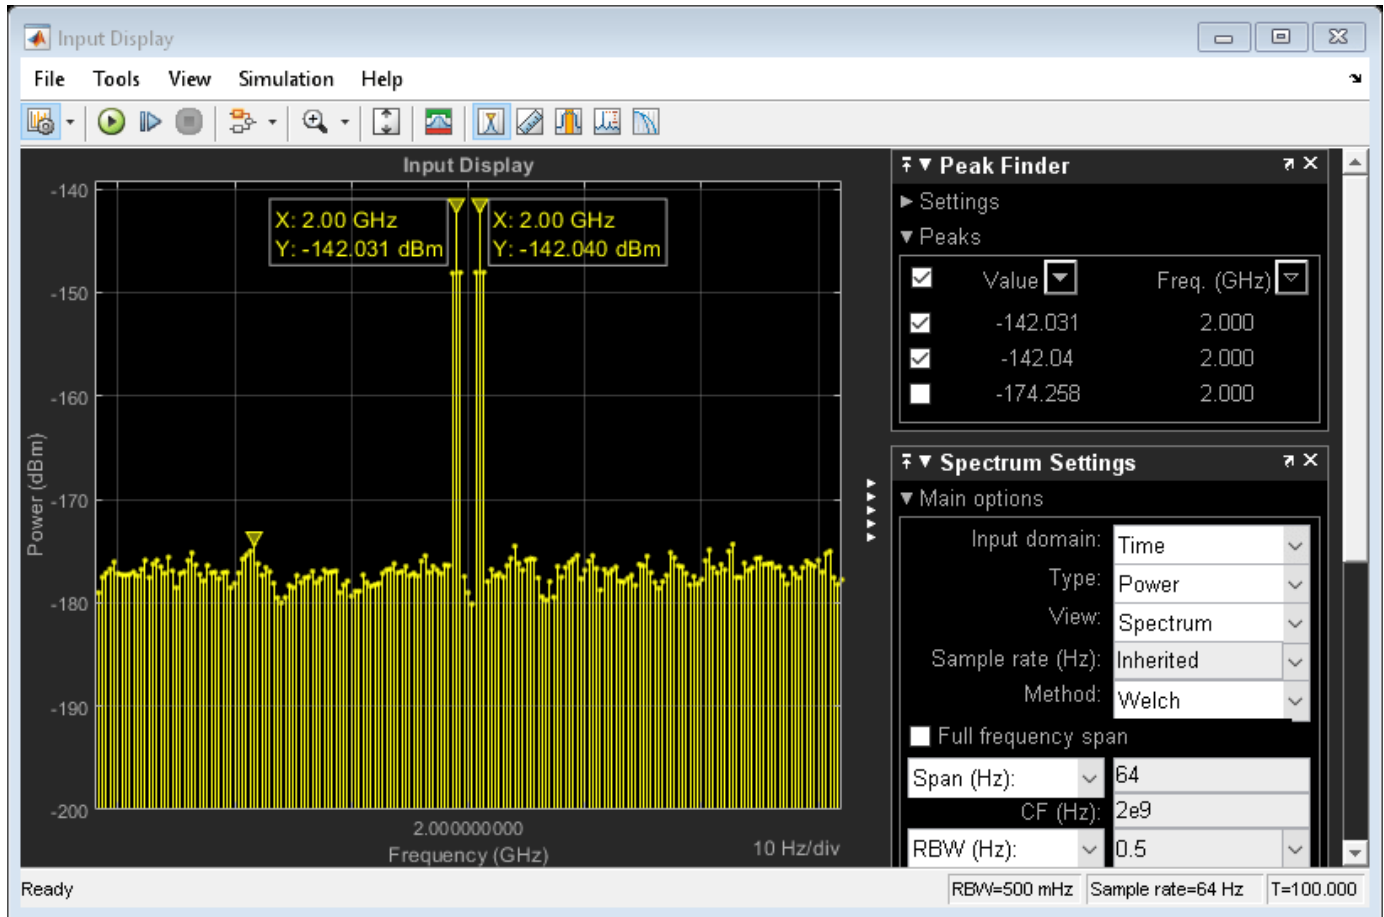 Input Display
File Tools View Simulation Help
Input Display
X: 2.00 GHz
Y: -142.031 dBm
X: 2.00 GHz
Y: -142.040 dBm
-140
-150
-160
-170
-180
-190
-200
Power (dBm)
2.000000000
Frequency (GHz)
10 Hz/div
Peak Finder
Settings
Peaks
Value Freq. (GHz)
-142.031 2.000
-142.04 2.000
-174.258 2.000
Spectrum Settings
Main options
Input domain: Time
Type: Power
View: Spectrum
Sample rate (Hz): Inherited
Method: Welch
Full frequency span
Span (Hz): 64
CF (Hz): 2e9
RBW (Hz): 0.5
Ready RBW=500 mHz Sample rate=64 Hz T=100.000